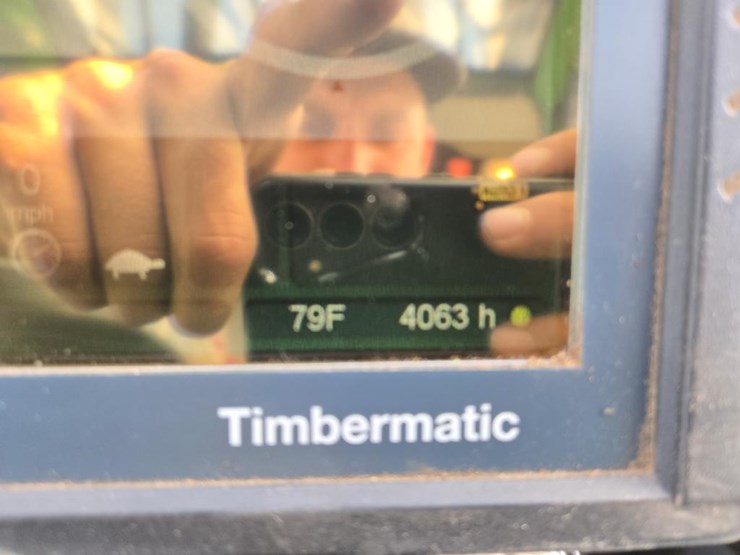 0
mph
79F 4063 h
Timbermatic